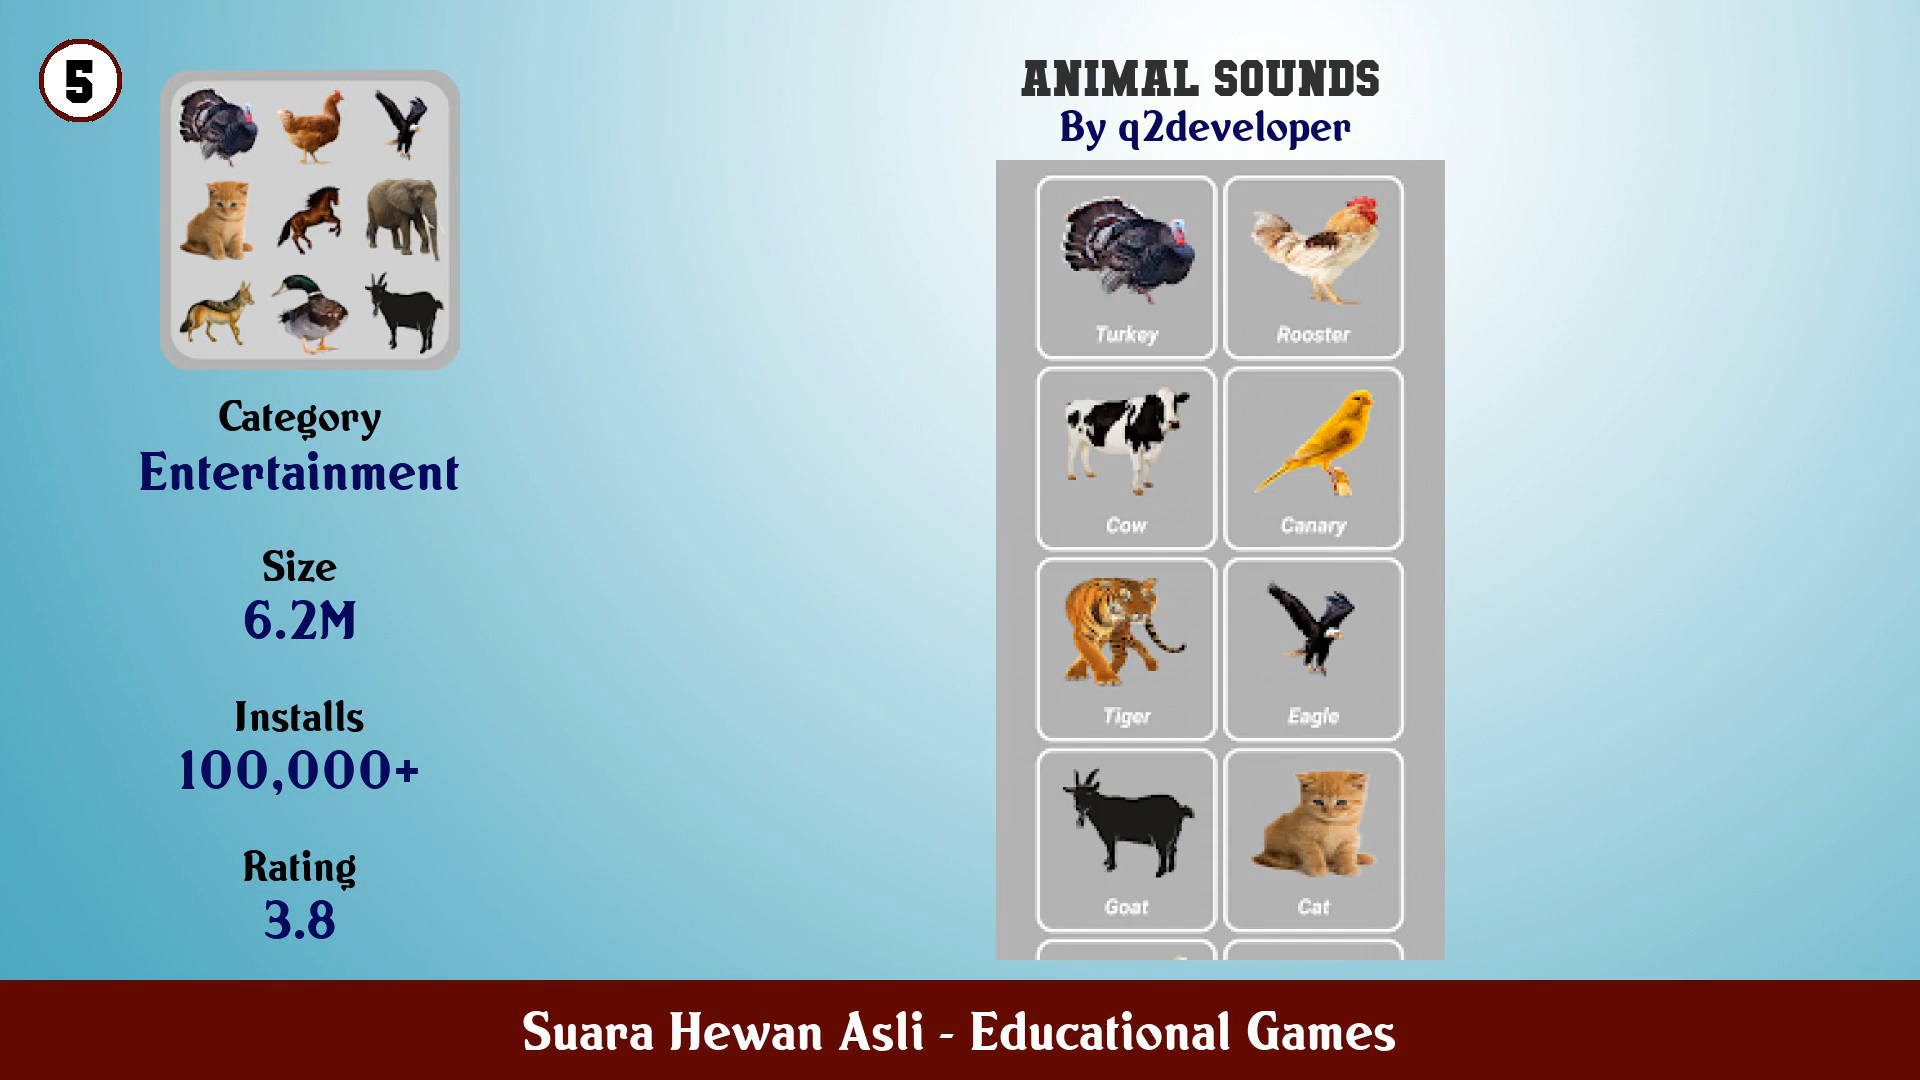 5
ANIMAL SOUNDS
By q2developer
Category
Entertainment
Size
6.2M
Installs
100,000+
Rating
3.8
Turkey
Rooster
Cow
Canary
Tiger
Eagle
Goat
Cat
Suara Hewan Asli - Educational Games